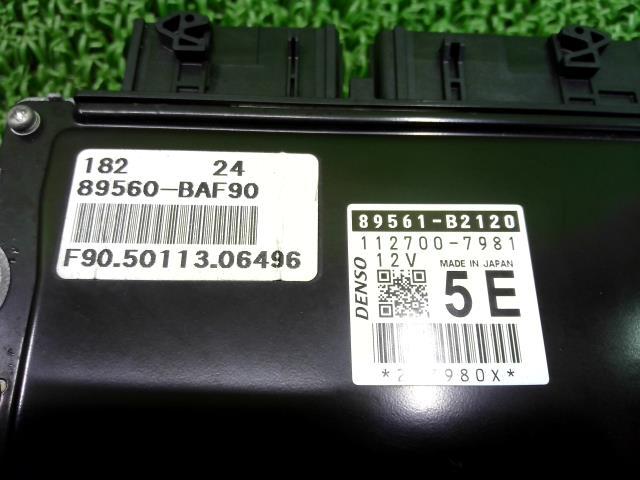 182 24
89560-BAF90
F90.50113.06496
89561-B2120
112700-7981
DENSO
12V MADE IN JAPAN
5E